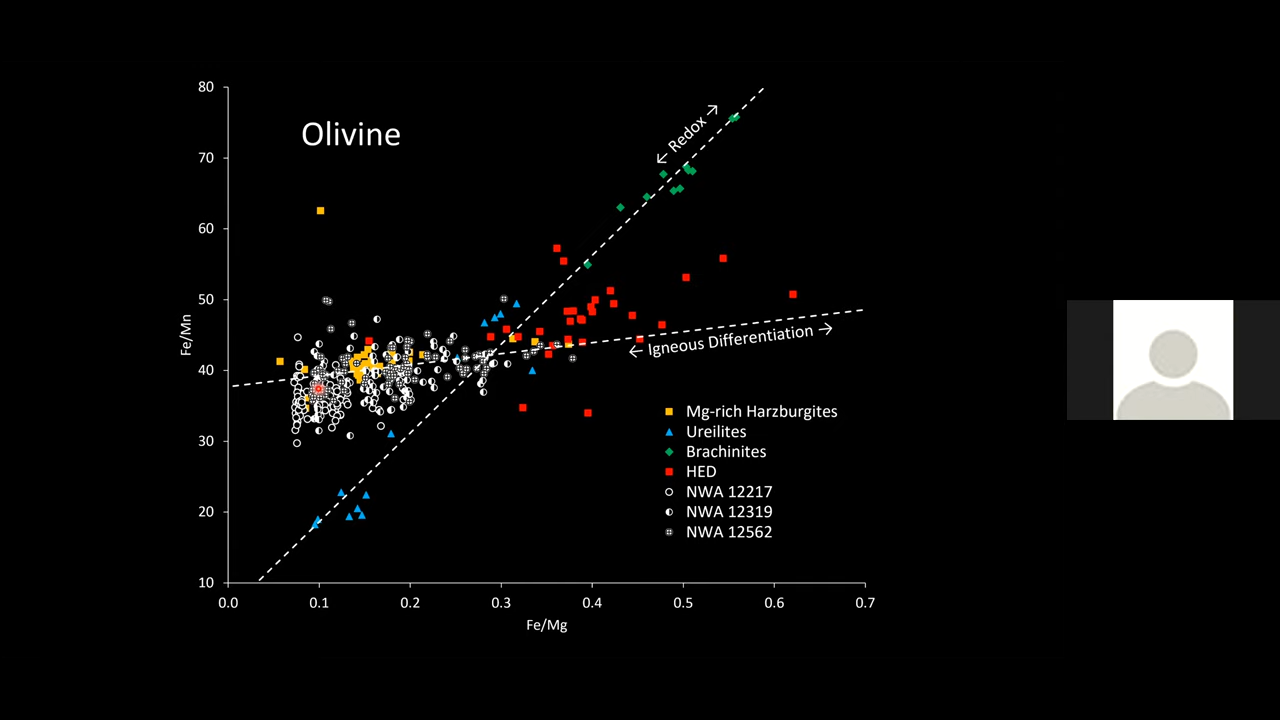 Olivine
80
70
60
50
40
30
20
10
Fe/Mn
0.0 0.1 0.2 0.3 0.4 0.5 0.6 0.7
Fe/Mg
← Redox →
← Igneous Differentiation →
Mg-rich Harzburgites
Ureilites
Brachinites
HED
NWA 12217
NWA 12319
NWA 12562